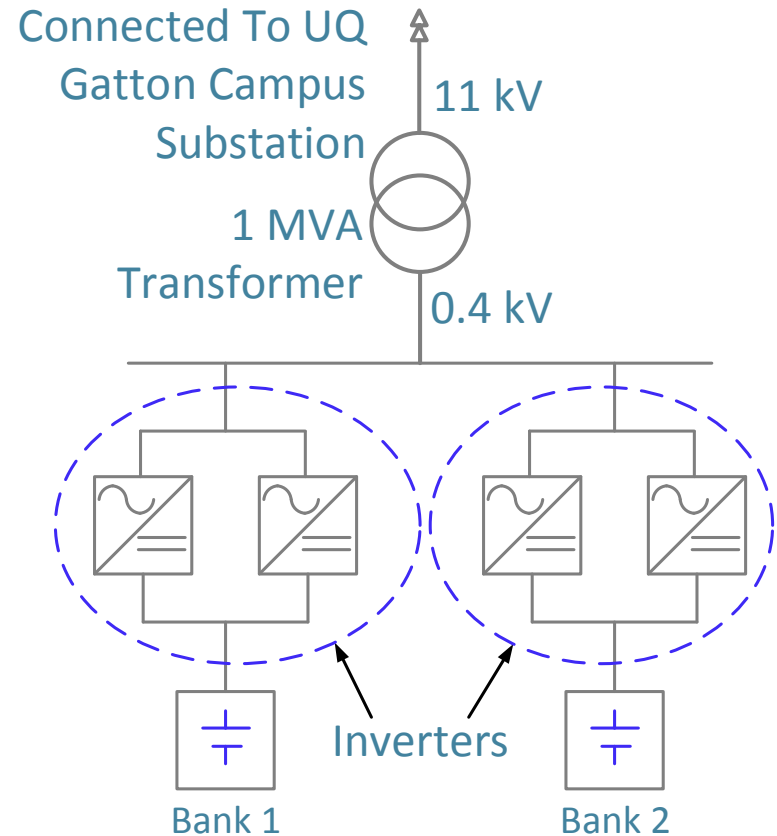 Connected To UQ
Gatton Campus
Substation
11 kV
1 MVA
Transformer
0.4 kV
Inverters
Bank 1
Bank 2